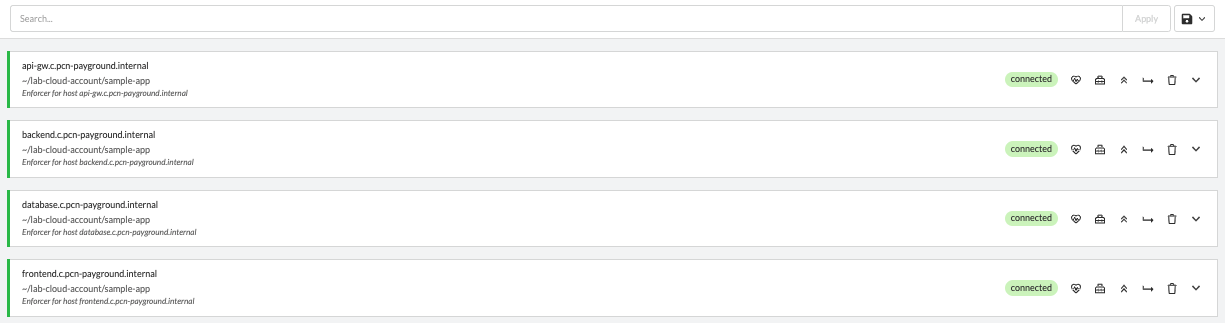 Search...
Apply
api-gw.c.pcn-payground.internal
~/lab-cloud-account/sample-app
connected
Enforcer for host api-gw.c.pcn-payground.internal
backend.c.pcn-payground.internal
~/lab-cloud-account/sample-app
connected
Enforcer for host backend.c.pcn-payground.internal
database.c.pcn-payground.internal
~/lab-cloud-account/sample-app
connected
Enforcer for host database.c.pcn-payground.internal
frontend.c.pcn-payground.internal
~/lab-cloud-account/sample-app
connected
Enforcer for host frontend.c.pcn-payground.internal